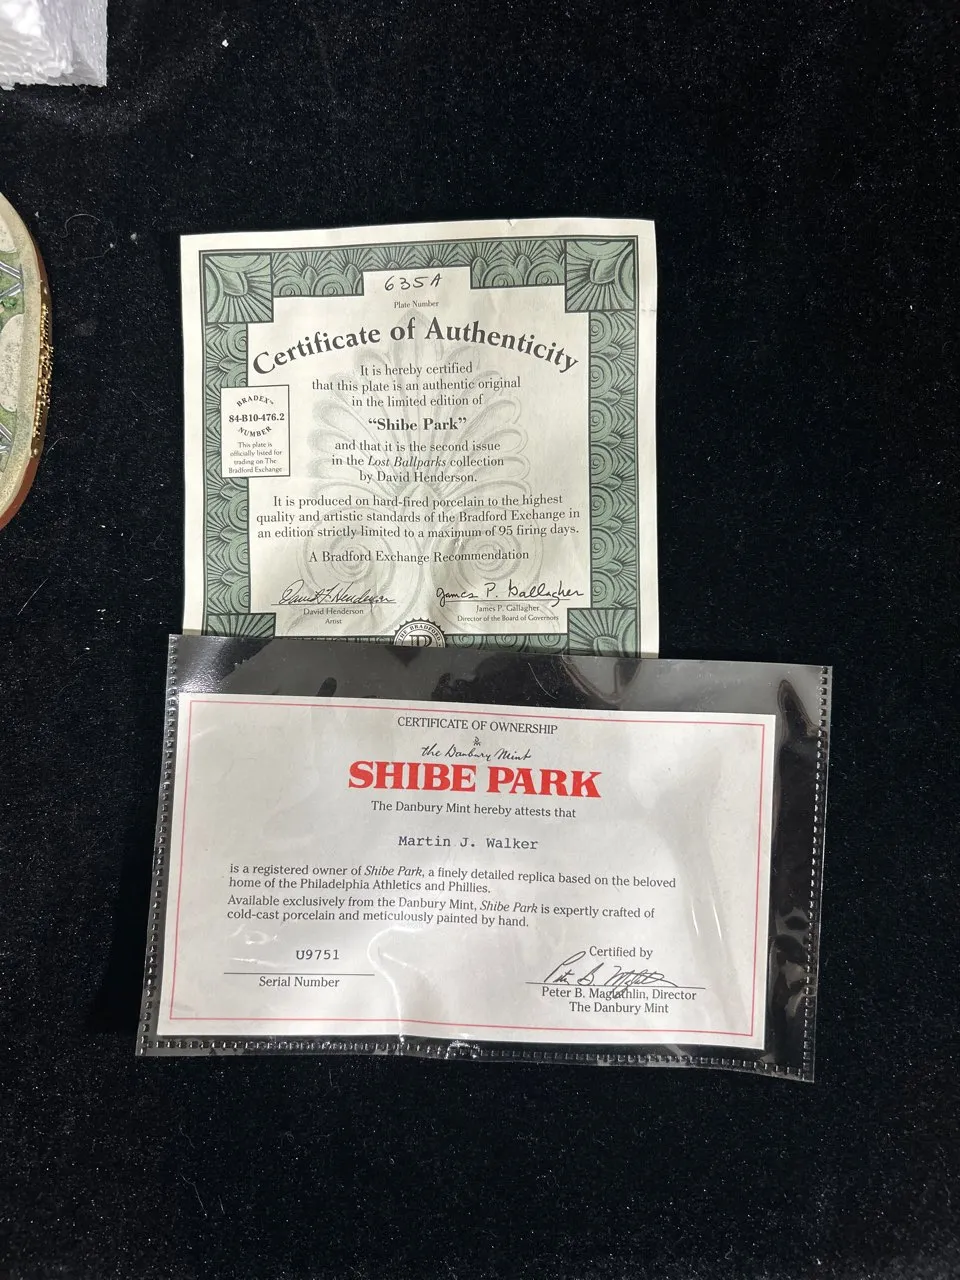 635A
Plate Number
Certificate of Authenticity
It is hereby certified
that this plate is an authentic original
in the limited edition of
"Shibe Park"
and that it is the second issue
in the Lost Ballparks collection
by David Henderson.
BRADEX™
84-B10-476.2
NUMBER
This plate is
officially listed for
trading on The
Bradford Exchange
It is produced on hard-fired porcelain to the highest
quality and artistic standards of the Bradford Exchange in
an edition strictly limited to a maximum of 95 firing days.
A Bradford Exchange Recommendation
David Henderson
Artist
James P. Gallagher
James P. Gallagher
Director of the Board of Governors
THE BRADFORD
CERTIFICATE OF OWNERSHIP
The Danbury Mint
SHIBE PARK
The Danbury Mint hereby attests that
Martin J. Walker
is a registered owner of Shibe Park, a finely detailed replica based on the beloved
home of the Philadelphia Athletics and Phillies.
Available exclusively from the Danbury Mint, Shibe Park is expertly crafted of
cold-cast porcelain and meticulously painted by hand.
U9751
Serial Number
Certified by
Peter B. Maglathlin, Director
The Danbury Mint